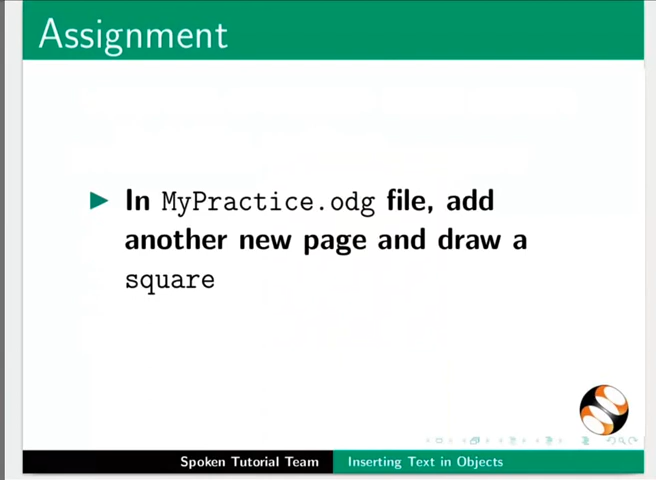 Assignment
In MyPractice.odg file, add
another new page and draw a
square
Spoken Tutorial Team
Inserting Text in Objects